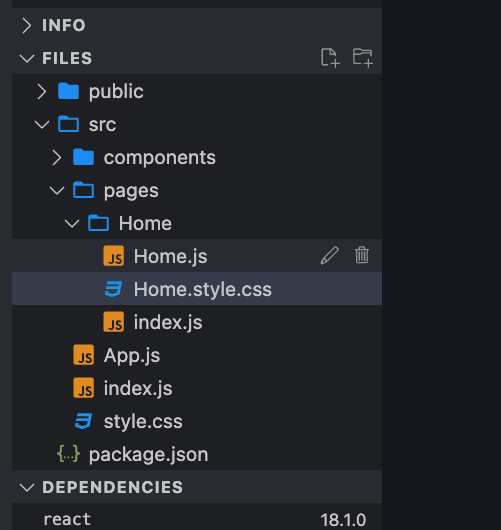 INFO
FILES
public
src
components
pages
Home
JS Home.js
Home.style.css
JS index.js
JS App.js
JS index.js
style.css
{..} package.json
DEPENDENCIES
react 18.1.0